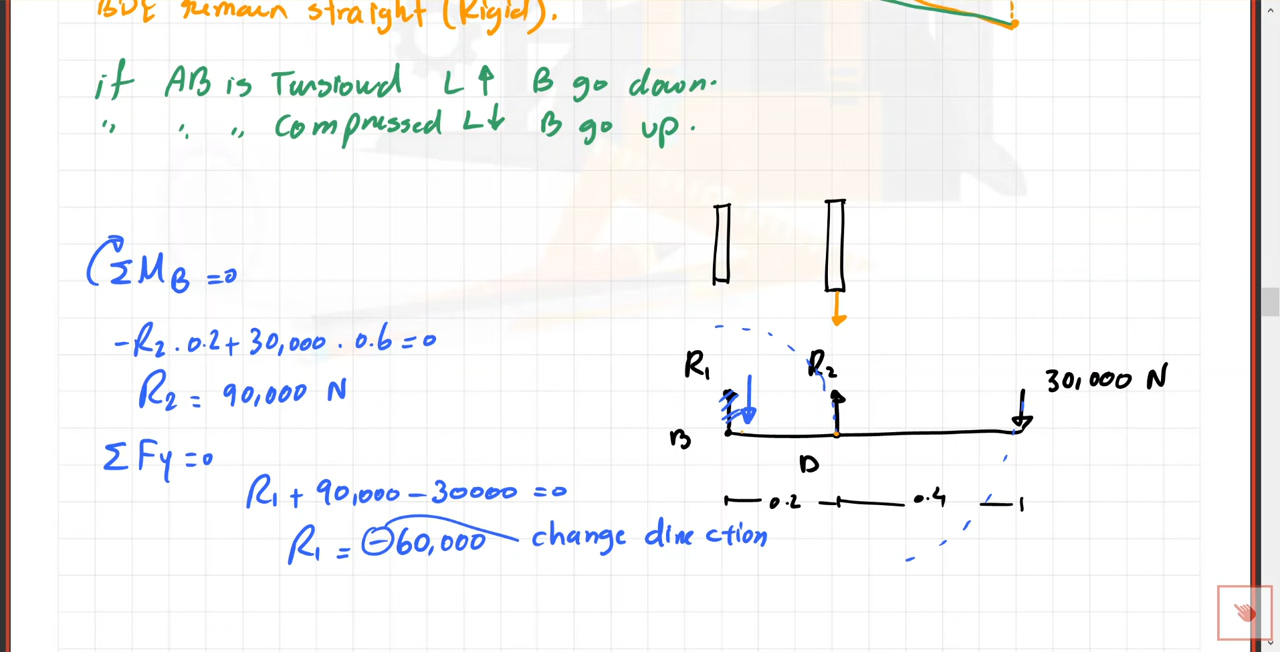 BDE remain straight (Rigid).
if AB is Tensioned L ↑ B go down.
" " " Compressed L↓ B go up.
ΣM_B =0
-R₂ . 0.2 + 30,000 . 0.6 = 0
R₂ = 90,000 N
ΣFy =0
R₁ + 90,000 - 30000 = 0
R₁ = -60,000 change direction
R₁ R₂ 30,000 N
B D
0.2 0.4